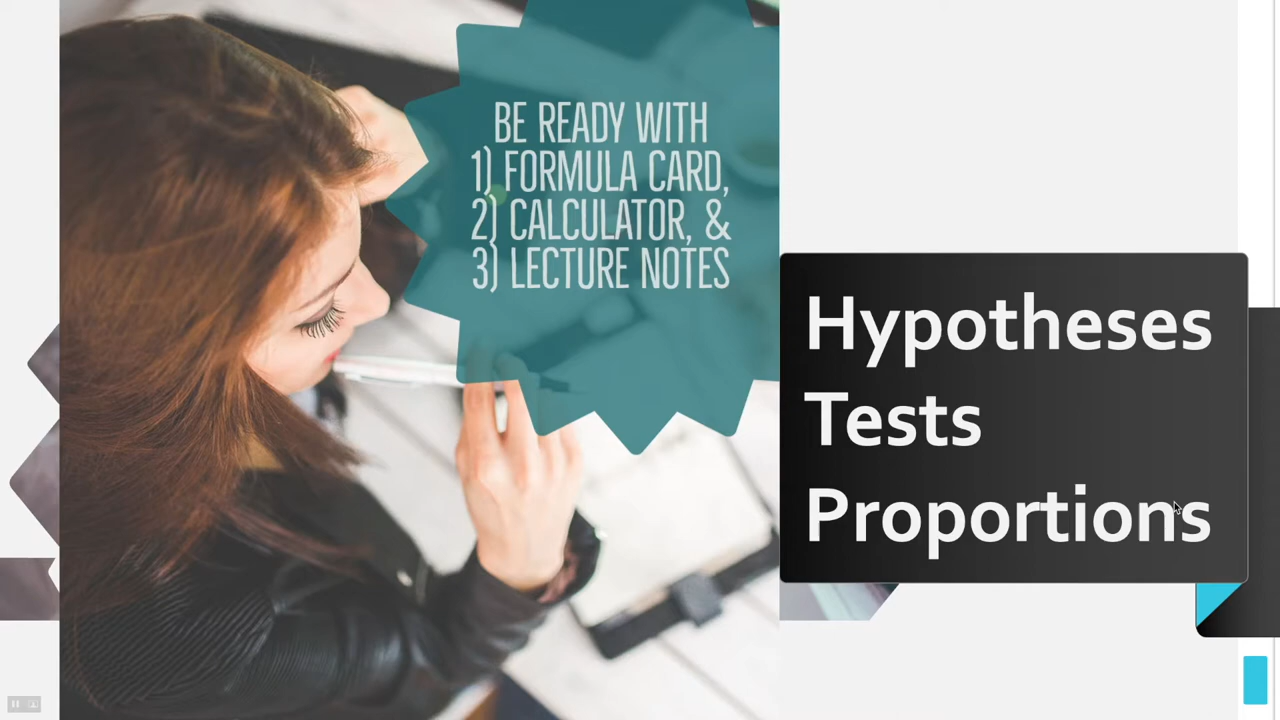 BE READY WITH
1) FORMULA CARD,
2) CALCULATOR, &
3) LECTURE NOTES
Hypotheses
Tests
Proportions